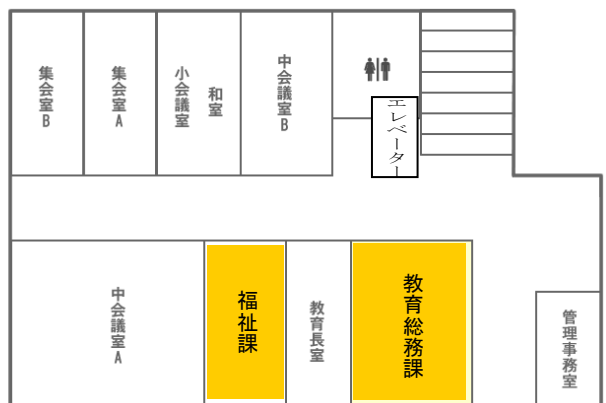 集会室B
集会室A
小会議室
和室
中会議室B
エレベーター
中会議室A
福祉課
教育長室
教育総務課
管理事務室